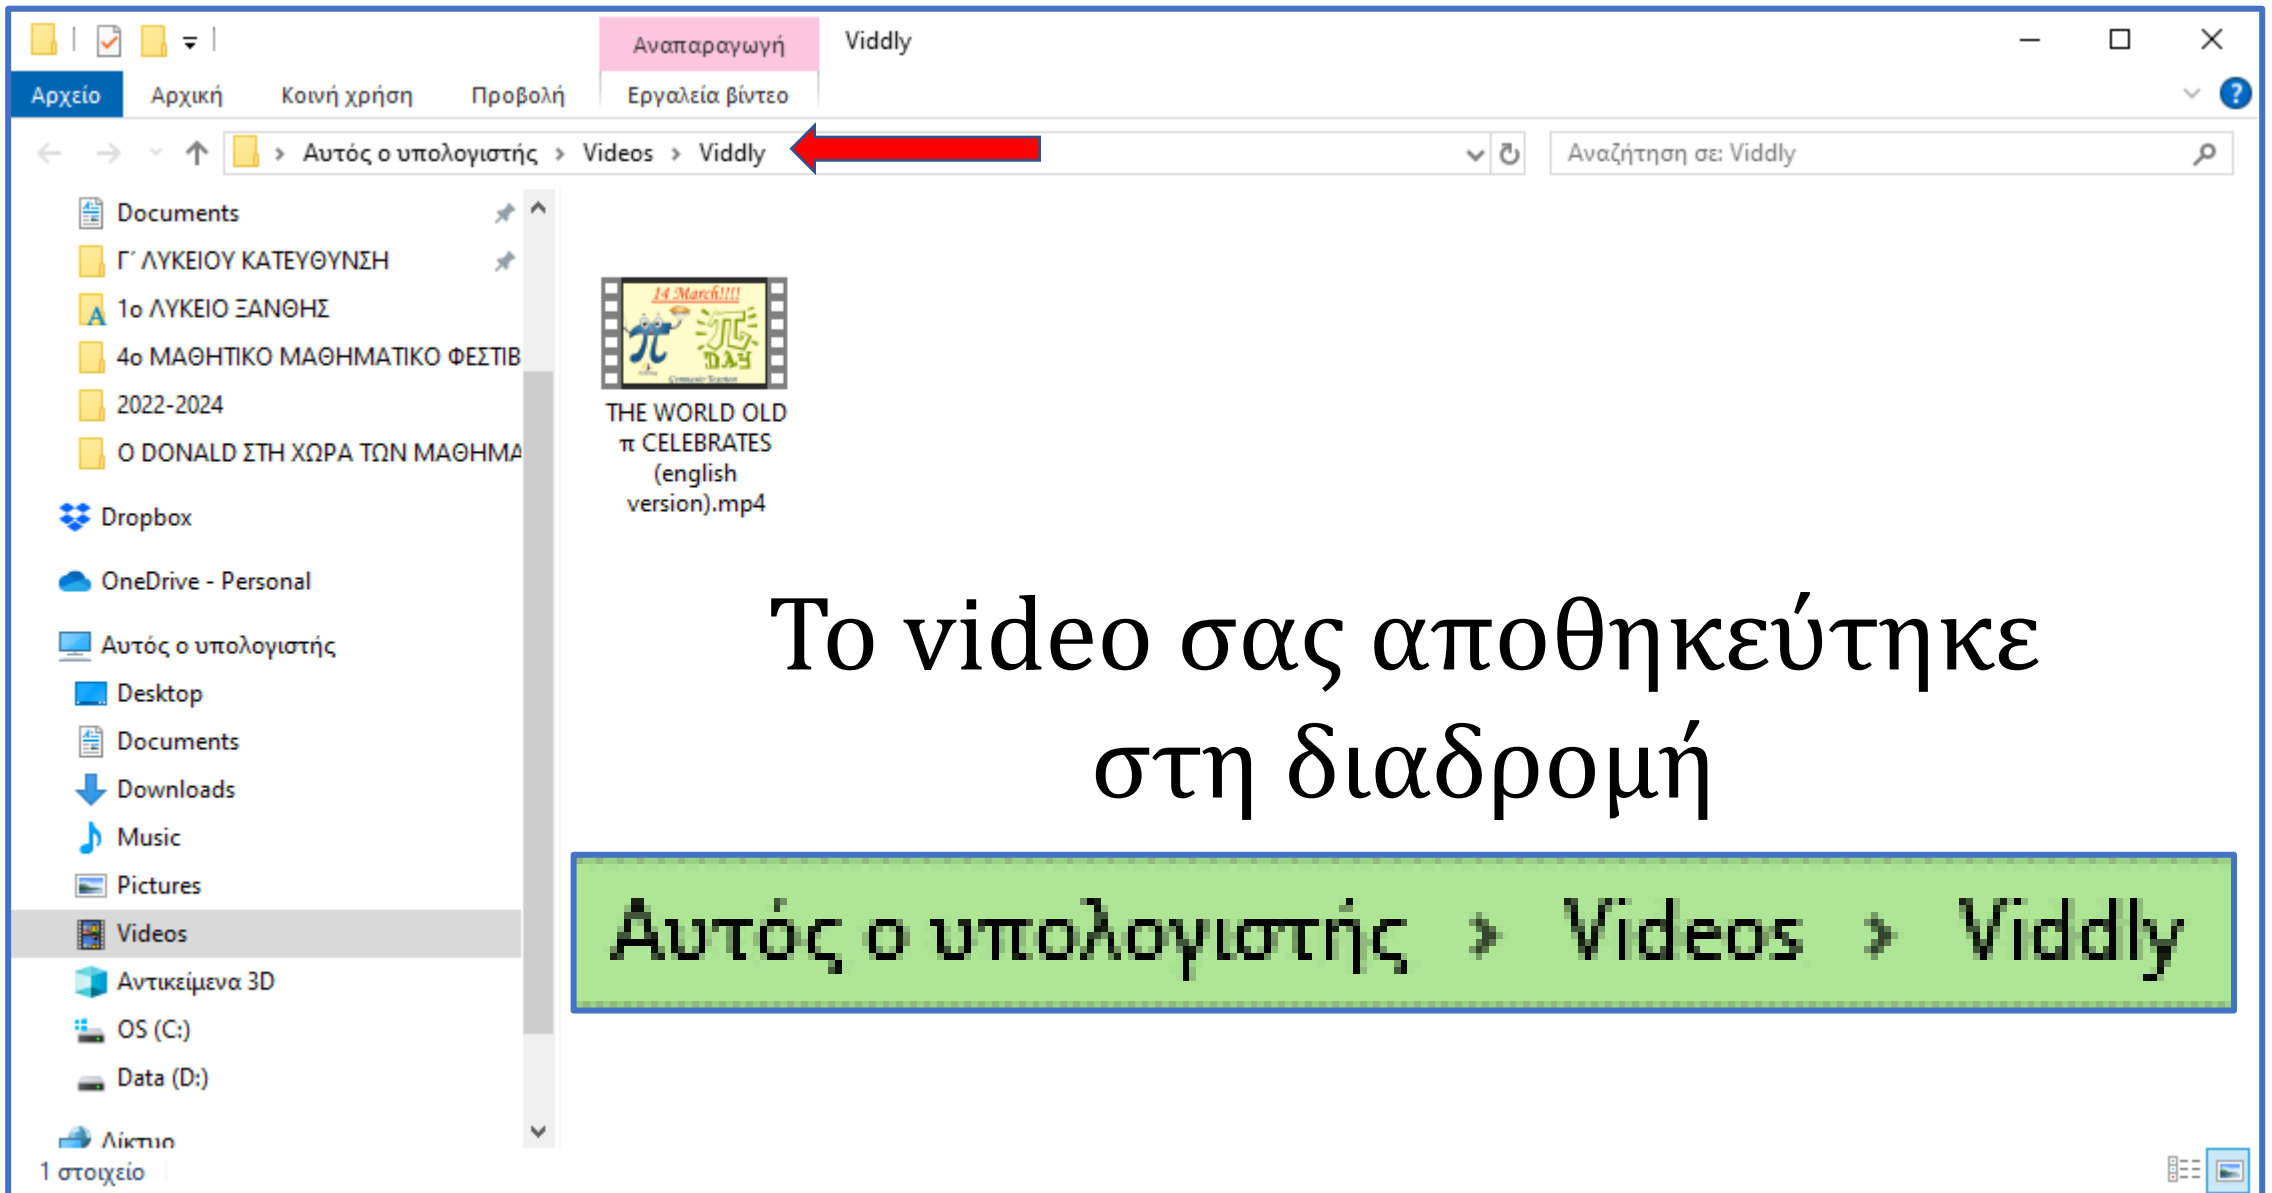 Αναπαραγωγή
Viddly
Αρχείο
Αρχική
Κοινή χρήση
Προβολή
Εργαλεία βίντεο
Αυτός ο υπολογιστής > Videos > Viddly
Αναζήτηση σε: Viddly
Documents
Γ΄ ΛΥΚΕΙΟΥ ΚΑΤΕΥΘΥΝΣΗ
1ο ΛΥΚΕΙΟ ΞΑΝΘΗΣ
4ο ΜΑΘΗΤΙΚΟ ΜΑΘΗΜΑΤΙΚΟ ΦΕΣΤΙΒ
2022-2024
Ο DONALD ΣΤΗ ΧΩΡΑ ΤΩΝ ΜΑΘΗΜΑ
Dropbox
OneDrive - Personal
Αυτός ο υπολογιστής
Desktop
Documents
Downloads
Music
Pictures
Videos
Αντικείμενα 3D
OS (C:)
Data (D:)
Δίκτυο
1 στοιχείο
14 March!!!!
π
π
DAY
THE WORLD OLD
π CELEBRATES
(english
version).mp4
Το video σας αποθηκεύτηκε
στη διαδρομή
Αυτός ο υπολογιστής > Videos > Viddly